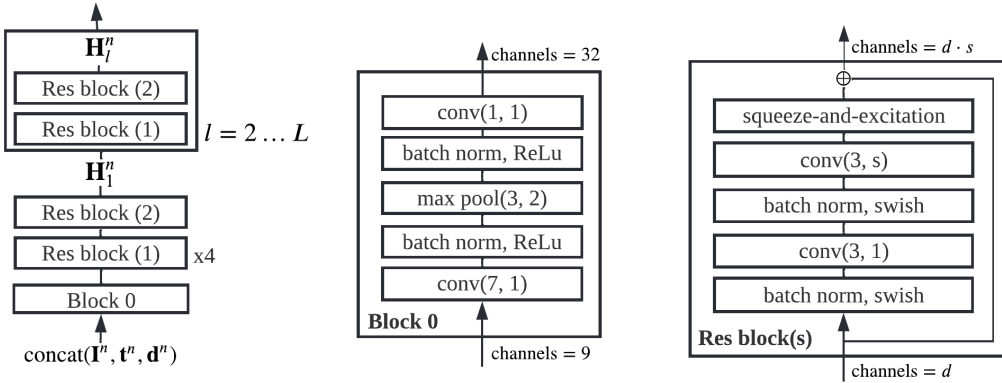 H_l^n
Res block (2)
Res block (1)
l = 2 … L
H_1^n
Res block (2)
Res block (1)
x4
Block 0
concat(I^n, t^n, d^n)
channels = 32
conv(1, 1)
batch norm, ReLu
max pool(3, 2)
batch norm, ReLu
conv(7, 1)
Block 0
channels = 9
channels = d · s
⊕
squeeze-and-excitation
conv(3, s)
batch norm, swish
conv(3, 1)
batch norm, swish
Res block(s)
channels = d